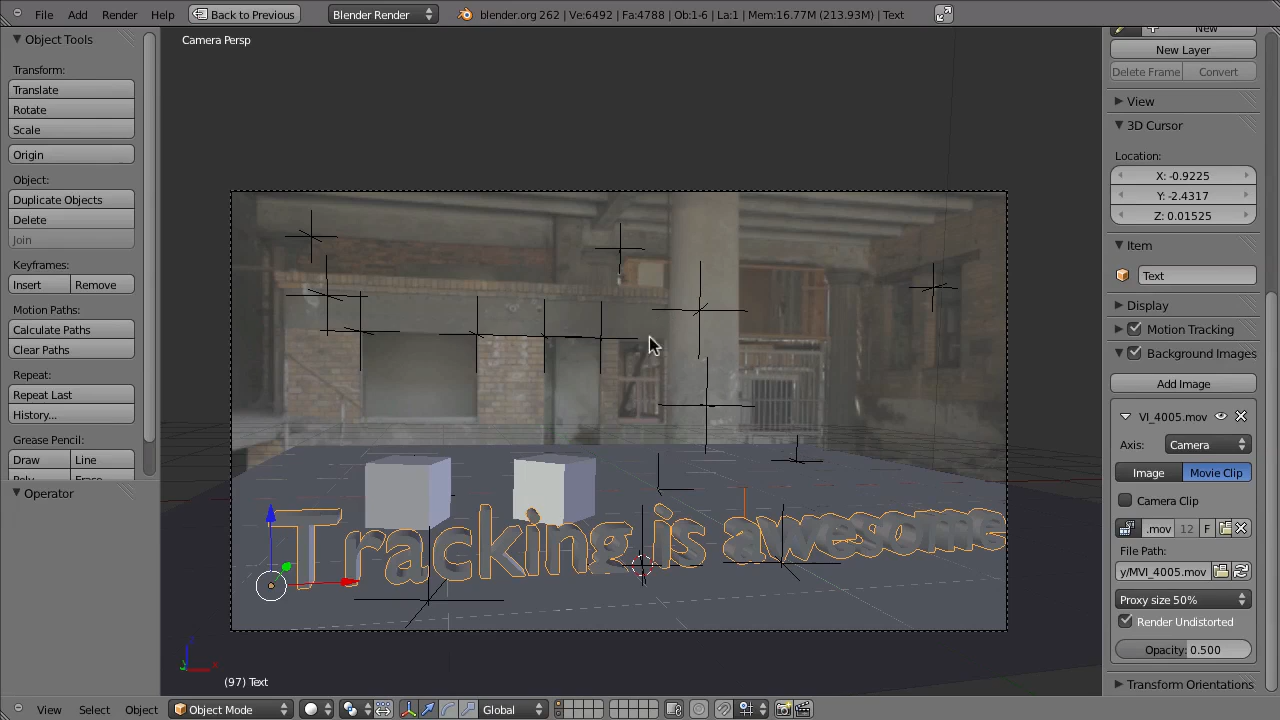 File Add Render Help Back to Previous Blender Render blender.org 262 | Ve:6492 | Fa:4788 | Ob:1-6 | La:1 | Mem:16.77M (213.93M) | Text
Object Tools
Transform:
Translate
Rotate
Scale
Origin
Object:
Duplicate Objects
Delete
Join
Keyframes:
Insert Remove
Motion Paths:
Calculate Paths
Clear Paths
Repeat:
Repeat Last
History...
Grease Pencil:
Draw Line
Operator
Camera Persp
Tracking is awesome
(97) Text
New
New Layer
Delete Frame Convert
View
3D Cursor
Location:
X: -0.9225
Y: -2.4317
Z: 0.01525
Item
Text
Display
Motion Tracking
Background Images
Add Image
VI_4005.mov
Axis: Camera
Image Movie Clip
Camera Clip
.mov 12 F
File Path:
y/MVI_4005.mov
Proxy size 50%
Render Undistorted
Opacity: 0.500
Transform Orientations
View Select Object Object Mode Global